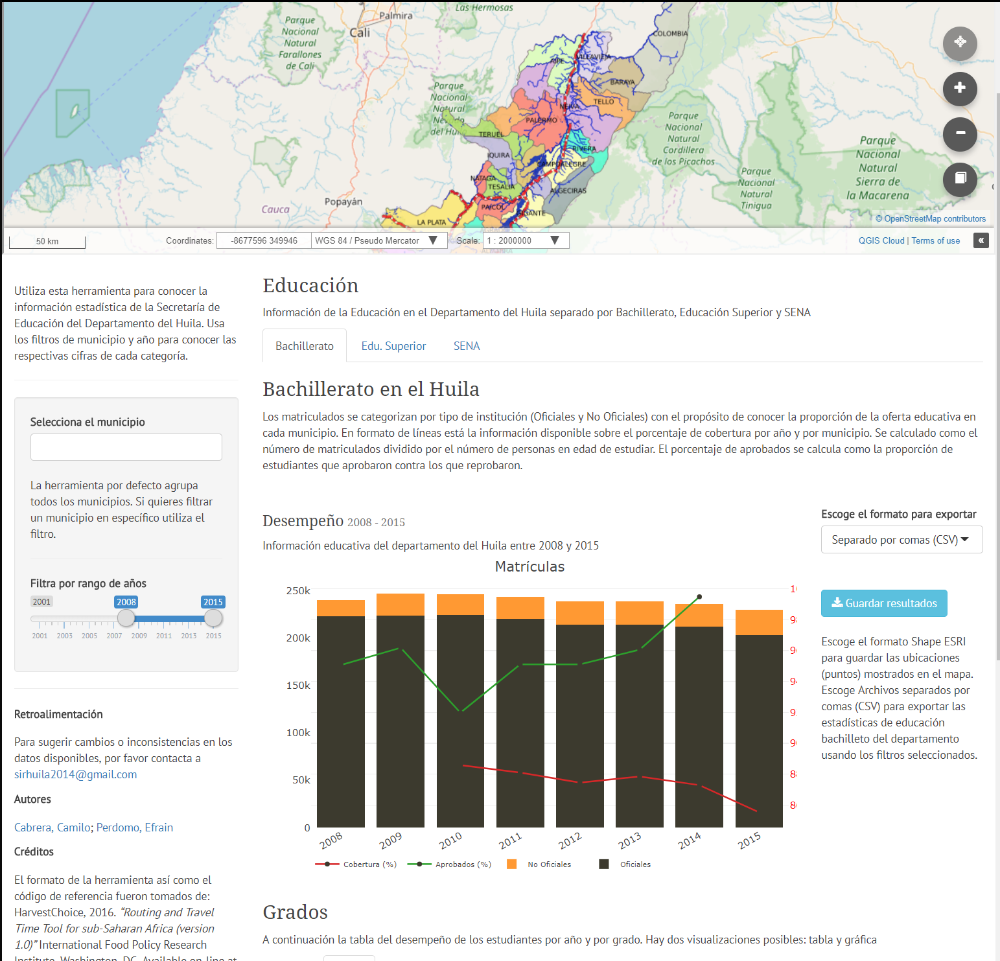 Las Hermosas
Palmira
Cali
Parque
Nacional
Natural
Farallones
de Cali
COLOMBIA
VILLAVIEJA
AIPE
BARAYA
Parque
Nacional
Natural
Nevado
del Huila
NEIVA
TELLO
PALERMO
TERUEL
RIVERA
IQUIRA
CAMPOALEGRE
NATAGA
TESALIA
ALGECIRAS
PAICOL
GIGANTE
LA PLATA
Popayán
Cauca
Parque
Nacional
Natural
Cordillera
de los Picachos
Parque
Nacional
Natural
Tinigua
Parque
Nacional
Natural
Sierra de
la Macarena
© OpenStreetMap contributors
50 km
Coordinates: -8677596 349946 WGS 84 / Pseudo Mercator Scale: 1 : 2000000
QGIS Cloud | Terms of use
Utiliza esta herramienta para conocer la
información estadística de la Secretaría de
Educación del Departamento del Huila. Usa
los filtros de municipio y año para conocer las
respectivas cifras de cada categoría.
Selecciona el municipio
La herramienta por defecto agrupa
todos los municipios. Si quieres filtrar
un municipio en específico utiliza el
filtro.
Filtra por rango de años
2001 2008 2015
2001 2003 2005 2007 2009 2011 2013 2015
Retroalimentación
Para sugerir cambios o inconsistencias en los
datos disponibles, por favor contacta a
sirhuila2014@gmail.com
Autores
Cabrera, Camilo; Perdomo, Efrain
Créditos
El formato de la herramienta así como el
código de referencia fueron tomados de:
HarvestChoice, 2016. “Routing and Travel
Time Tool for sub-Saharan Africa (version
1.0)” International Food Policy Research
Institute, Washington, DC. Available on-line at
Educación
Información de la Educación en el Departamento del Huila separado por Bachillerato, Educación Superior y SENA
Bachillerato Edu. Superior SENA
Bachillerato en el Huila
Los matriculados se categorizan por tipo de institución (Oficiales y No Oficiales) con el propósito de conocer la proporción de la oferta educativa en
cada municipio. En formato de líneas está la información disponible sobre el porcentaje de cobertura por año y por municipio. Se calculado como el
número de matriculados dividido por el número de personas en edad de estudiar. El porcentaje de aprobados se calcula como la proporción de
estudiantes que aprobaron contra los que reprobaron.
Desempeño 2008 - 2015
Información educativa del departamento del Huila entre 2008 y 2015
Matrículas
250k
200k
150k
100k
50k
0
2008 2009 2010 2011 2012 2013 2014 2015
Cobertura (%) Aprobados (%) No Oficiales Oficiales
Escoge el formato para exportar
Separado por comas (CSV)
Guardar resultados
Escoge el formato Shape ESRI
para guardar las ubicaciones
(puntos) mostrados en el mapa.
Escoge Archivos separados por
comas (CSV) para exportar las
estadísticas de educación
bachilleto del departamento
usando los filtros seleccionados.
Grados
A continuación la tabla del desempeño de los estudiantes por año y por grado. Hay dos visualizaciones posibles: tabla y gráfica